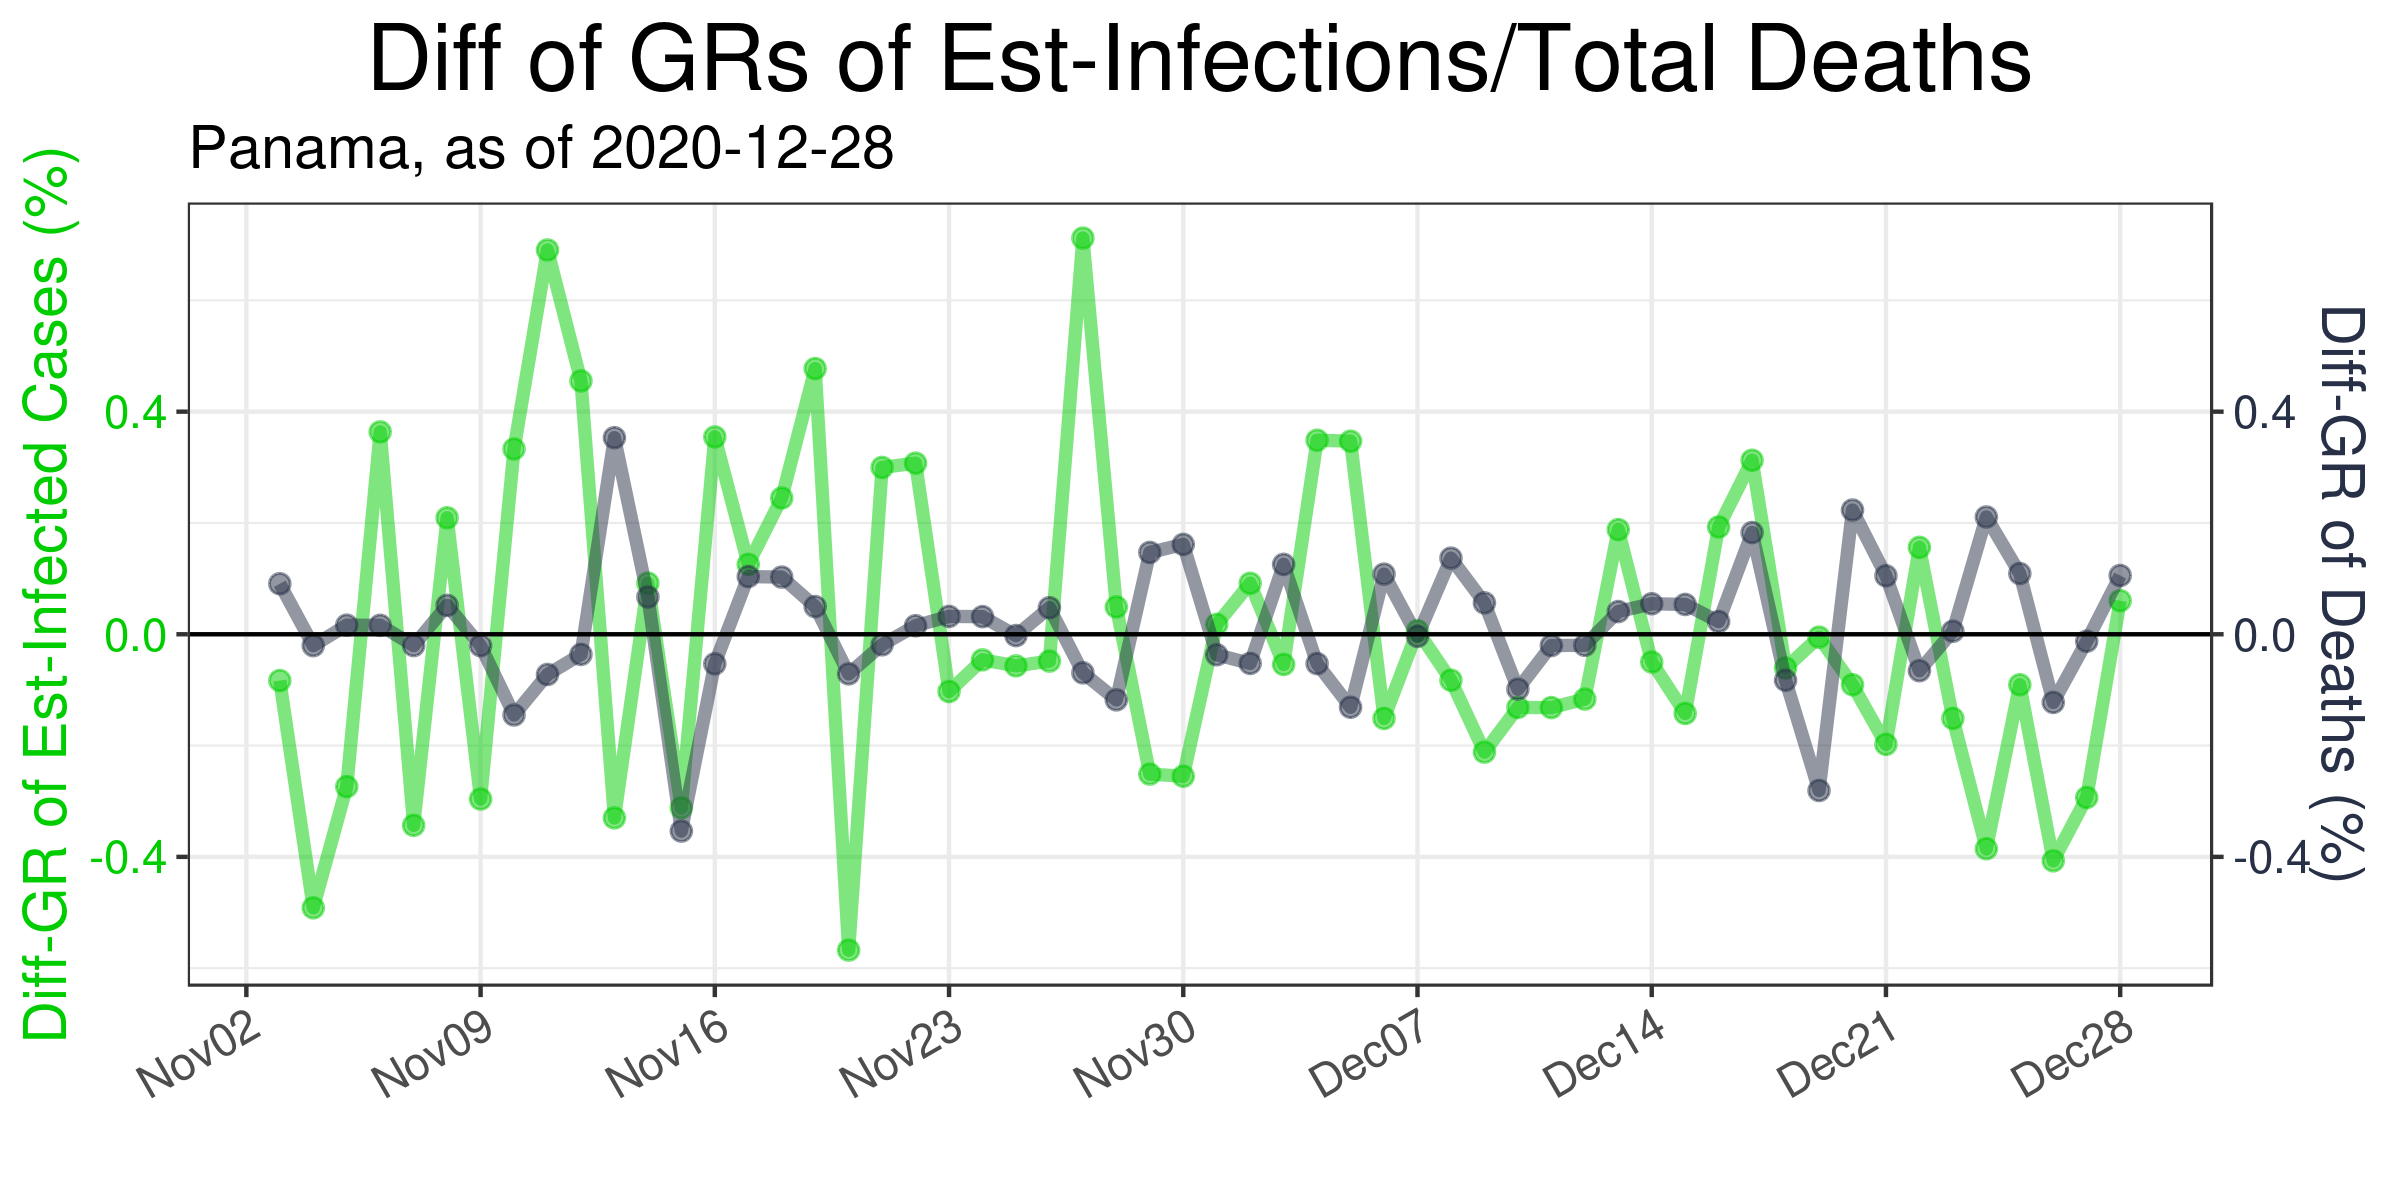 Diff of GRs of Est-Infections/Total Deaths
Panama, as of 2020-12-28
Diff-GR of Est-Infected Cases (%)
0.4
0.0
-0.4
0.4
0.0
-0.4
Diff-GR of Deaths (%)
Nov02
Nov09
Nov16
Nov23
Nov30
Dec07
Dec14
Dec21
Dec28